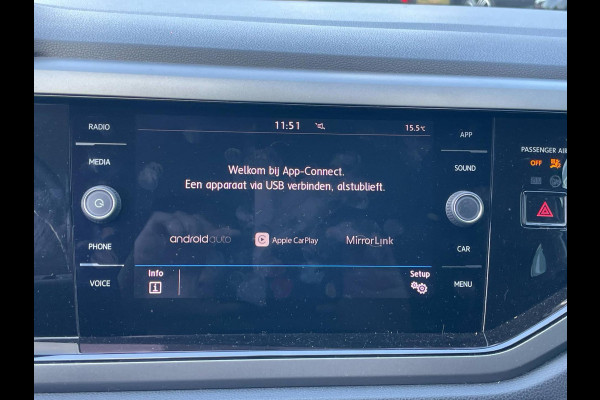 RADIO
11:51
15.5°C
APP
PASSENGER AIR
MEDIA
Welkom bij App-Connect.
SOUND
OFF
Een apparaat via USB verbinden, alstublieft.
PHONE
androidauto
Apple CarPlay
MirrorLink
CAR
VOICE
Info
Setup
MENU